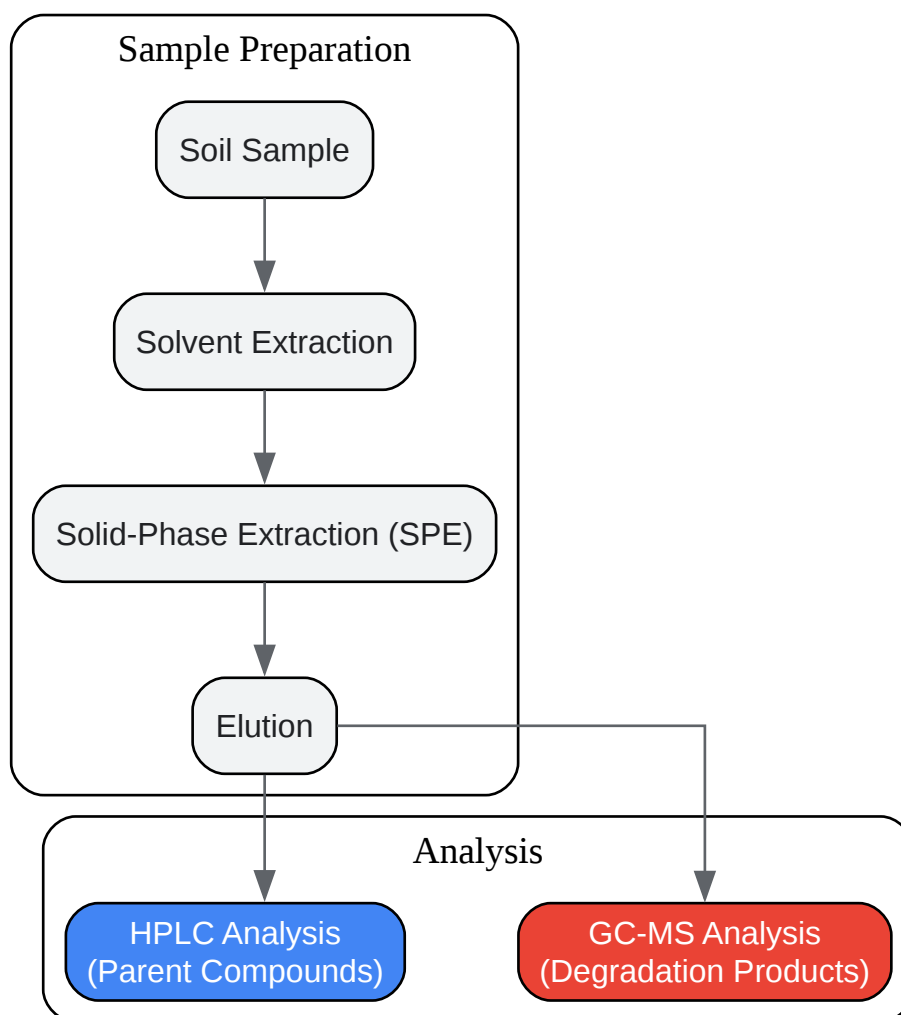 Sample Preparation
Soil Sample
Solvent Extraction
Solid-Phase Extraction (SPE)
Elution
Analysis
HPLC Analysis
(Parent Compounds)
GC-MS Analysis
(Degradation Products)